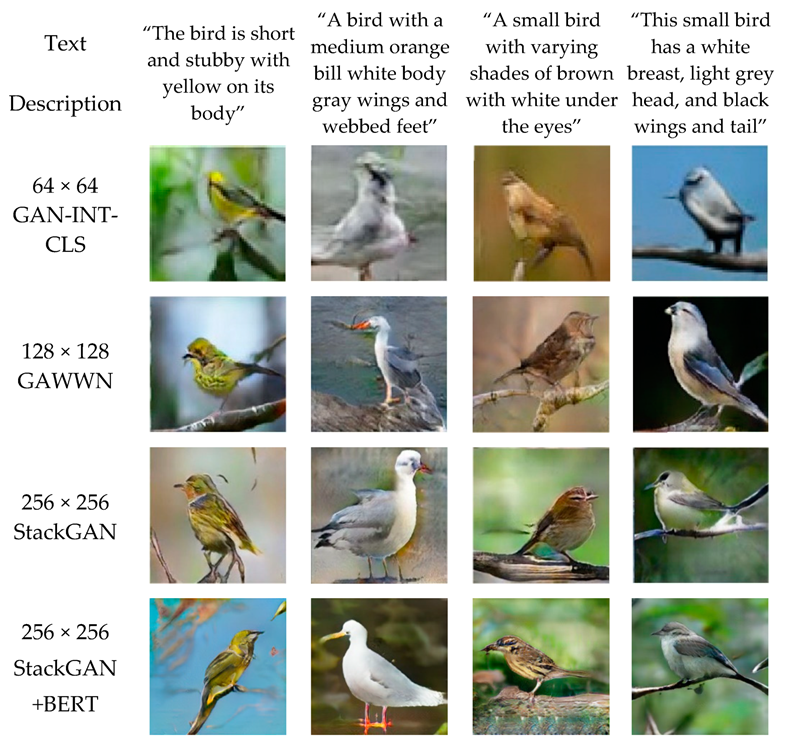 Text
Description
“The bird is short
and stubby with
yellow on its
body”
“A bird with a
medium orange
bill white body
gray wings and
webbed feet”
“A small bird
with varying
shades of brown
with white under
the eyes”
“This small bird
has a white
breast, light grey
head, and black
wings and tail”
64 × 64
GAN-INT-
CLS
128 × 128
GAWWN
256 × 256
StackGAN
256 × 256
StackGAN
+BERT